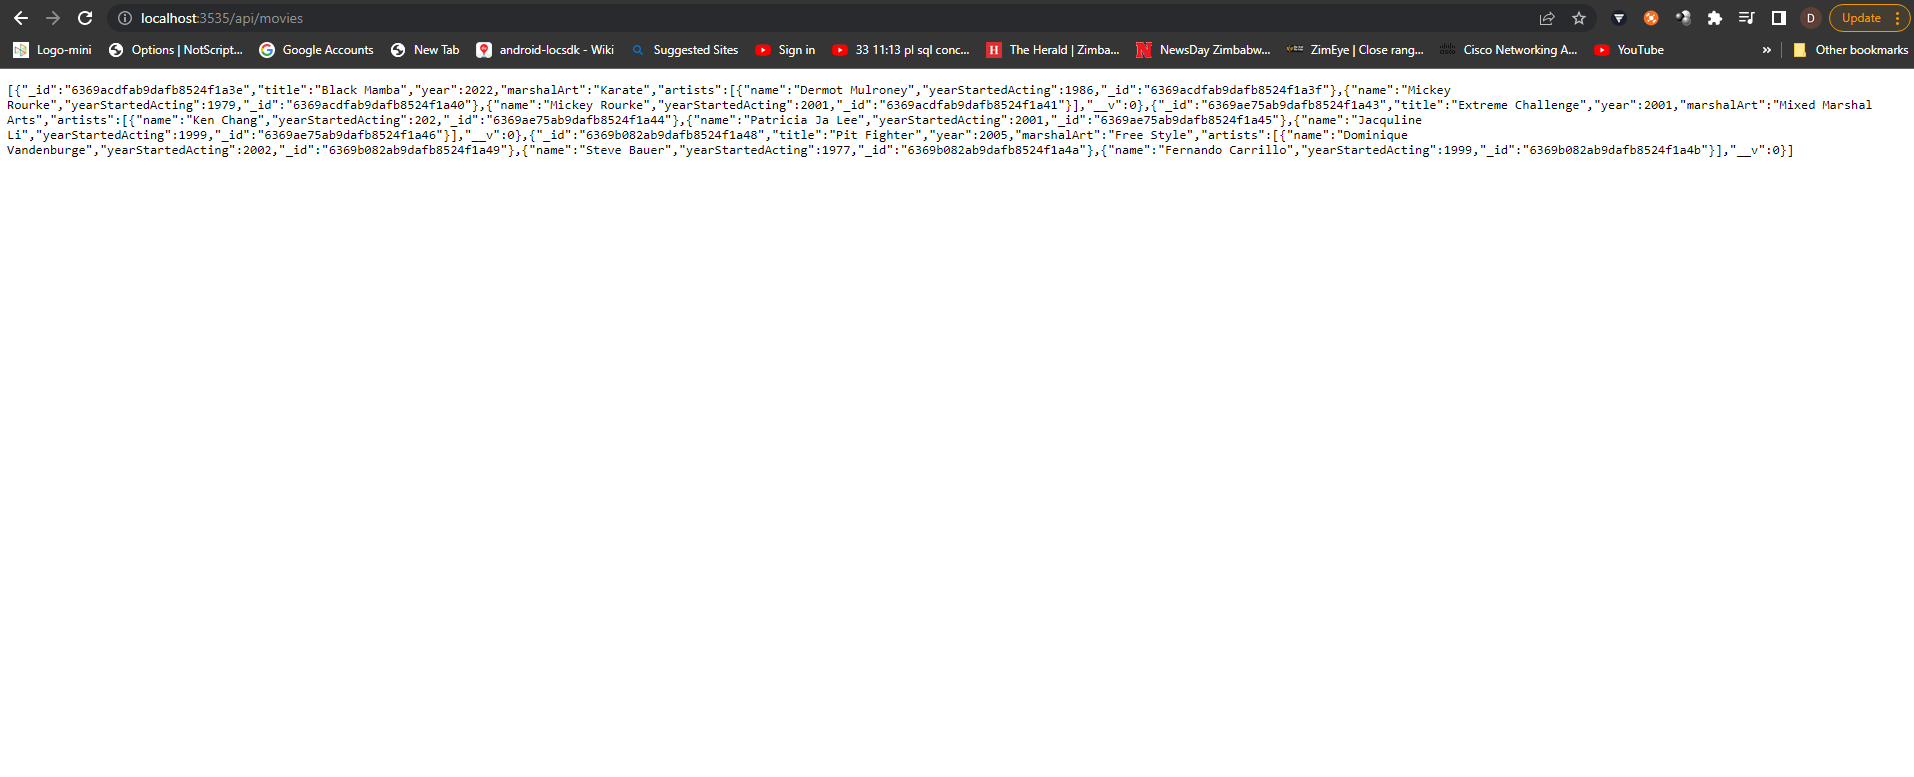 localhost:3535/api/movies
D
Update
Logo-mini
Options | NotScript...
Google Accounts
New Tab
android-locsdk - Wiki
Suggested Sites
Sign in
33 11:13 pl sql conc...
H
The Herald | Zimba...
N
NewsDay Zimbabw...
ZimEye | Close rang...
Cisco Networking A...
YouTube
»
Other bookmarks
[{"_id":"6369acdfab9dafb8524f1a3e","title":"Black Mamba","year":2022,"marshalArt":"Karate","artists":[{"name":"Dermot Mulroney","yearStartedActing":1986,"_id":"6369acdfab9dafb8524f1a3f"},{"name":"Mickey
Rourke","yearStartedActing":1979,"_id":"6369acdfab9dafb8524f1a40"},{"name":"Mickey Rourke","yearStartedActing":2001,"_id":"6369acdfab9dafb8524f1a41"}],"__v":0},{"_id":"6369ae75ab9dafb8524f1a43","title":"Extreme Challenge","year":2001,"marshalArt":"Mixed Marshal
Arts","artists":[{"name":"Ken Chang","yearStartedActing":202,"_id":"6369ae75ab9dafb8524f1a44"},{"name":"Patricia Ja Lee","yearStartedActing":2001,"_id":"6369ae75ab9dafb8524f1a45"},{"name":"Jacquline
Li","yearStartedActing":1999,"_id":"6369ae75ab9dafb8524f1a46"}],"__v":0},{"_id":"6369b082ab9dafb8524f1a48","title":"Pit Fighter","year":2005,"marshalArt":"Free Style","artists":[{"name":"Dominique
Vandenburge","yearStartedActing":2002,"_id":"6369b082ab9dafb8524f1a49"},{"name":"Steve Bauer","yearStartedActing":1977,"_id":"6369b082ab9dafb8524f1a4a"},{"name":"Fernando Carrillo","yearStartedActing":1999,"_id":"6369b082ab9dafb8524f1a4b"}],"__v":0}]